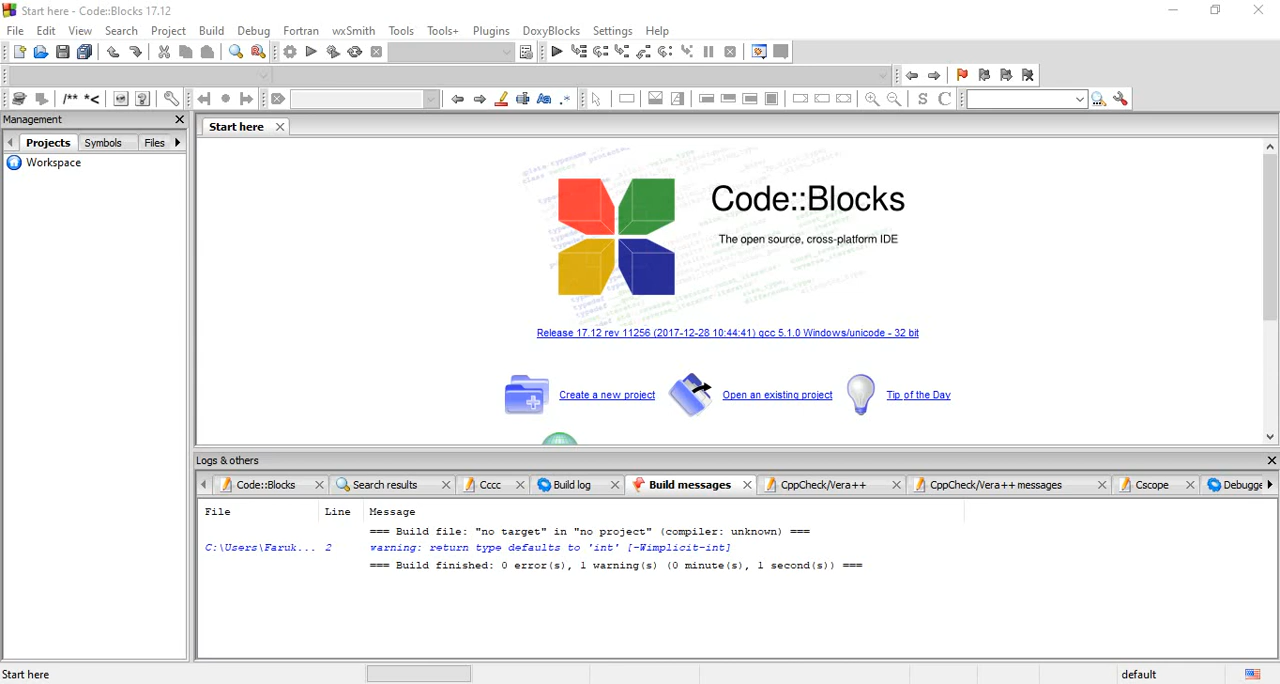 Start here - Code::Blocks 17.12
File Edit View Search Project Build Debug Fortran wxSmith Tools Tools+ Plugins DoxyBlocks Settings Help
/** *<
S C
Management
Projects Symbols Files
Workspace
Start here
Code::Blocks
The open source, cross-platform IDE
Release 17.12 rev 11256 (2017-12-28 10:44:41) gcc 5.1.0 Windows/unicode - 32 bit
Create a new project Open an existing project Tip of the Day
Logs & others
Code::Blocks Search results Cccc Build log Build messages CppCheck/Vera++ CppCheck/Vera++ messages Cscope Debugge
File Line Message
=== Build file: "no target" in "no project" (compiler: unknown) ===
C:\Users\Faruk... 2 warning: return type defaults to 'int' [-Wimplicit-int]
=== Build finished: 0 error(s), 1 warning(s) (0 minute(s), 1 second(s)) ===
Start here default